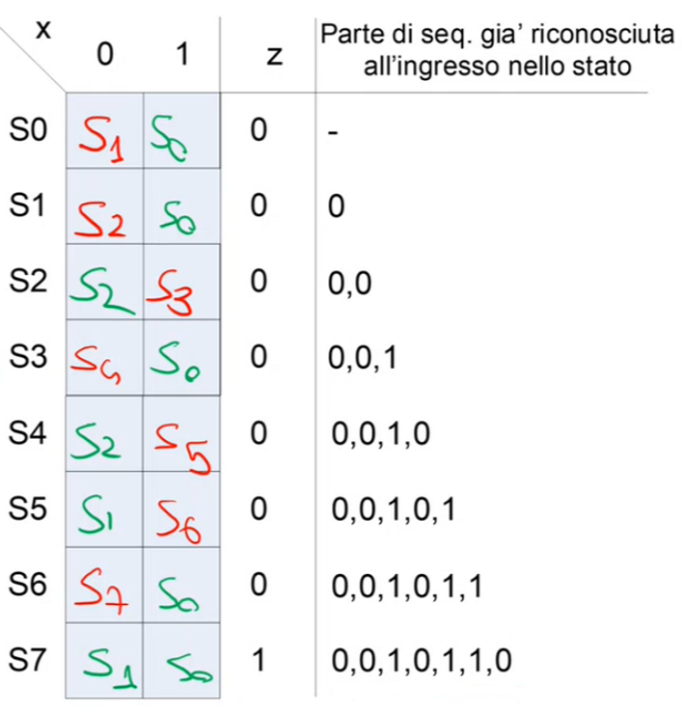 x 0 1 z Parte di seq. gia' riconosciuta
all'ingresso nello stato
S0 S1 S0 0 -
S1 S2 S0 0 0
S2 S2 S3 0 0,0
S3 S4 S0 0 0,0,1
S4 S2 S5 0 0,0,1,0
S5 S1 S6 0 0,0,1,0,1
S6 S7 S0 0 0,0,1,0,1,1
S7 S1 S0 1 0,0,1,0,1,1,0